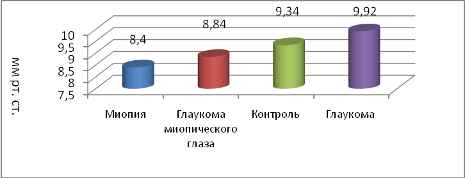 мм рт. ст.
10
9,5
9
8,5
8
7,5
8,4
8,84
9,34
9,92
Миопия
Глаукома
миопического
глаза
Контроль
Глаукома